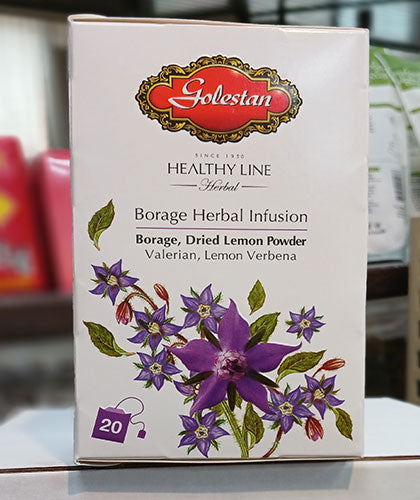 Golestan
SINCE 1950
HEALTHY LINE
Herbal
Borage Herbal Infusion
Borage, Dried Lemon Powder
Valerian, Lemon Verbena
20